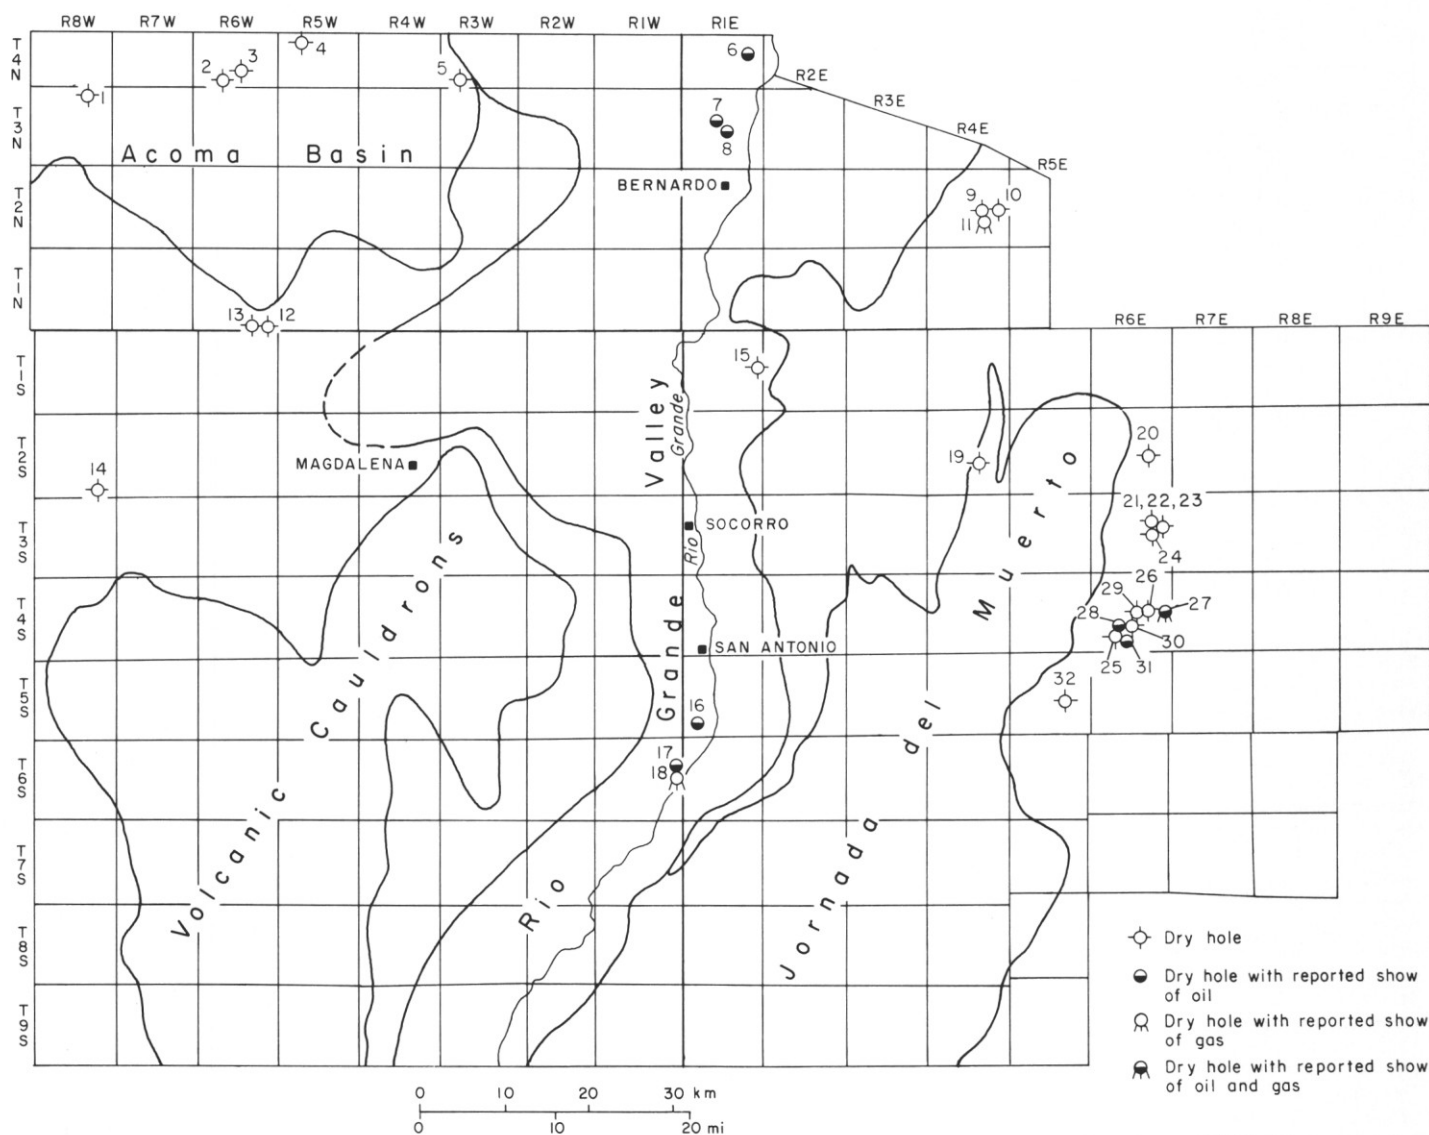 R8W R7W R6W R5W R4W R3W R2W R1W R1E
T4N
1
2
3
4
5
6
R2E
R3E
T3N
7
8
R4E
R5E
Acoma Basin
BERNARDO
T2N
9
10
11
T1N
13 12
R6E R7E R8E R9E
T1S
15
Valley
Grande
T2S
MAGDALENA
14
19
20
T3S
SOCORRO
Rio
21,22,23
24
Muerto
Cauldrons
T4S
29
26
27
28
30
25
31
Grande
SAN ANTONIO
T5S
16
32
del
T6S
17
18
Volcanic
T7S
Rio
Jornada
T8S
T9S
Dry hole
Dry hole with reported show
of oil
Dry hole with reported show
of gas
Dry hole with reported show
of oil and gas
0 10 20 30 km
0 10 20 mi